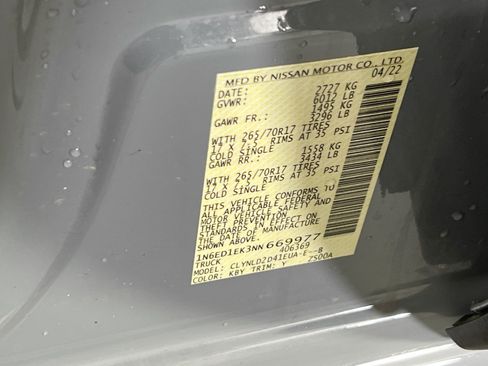 MFD BY NISSAN MOTOR CO., LTD.
DATE: 04/22
GVWR: 2727 KG
6012 LB
GAWR FR.: 1495 KG
3296 LB
WITH 265/70R17 TIRES
17 X 7.5 RIMS AT 35 PSI
COLD SINGLE
GAWR RR.: 1558 KG
3434 LB
WITH 265/70R17 TIRES
17 X 7.5 RIMS AT 35 PSI
COLD SINGLE
THIS VEHICLE CONFORMS TO
ALL APPLICABLE FEDERAL
MOTOR VEHICLE SAFETY AND
THEFT PREVENTION
STANDARDS IN EFFECT ON
THE DATE OF MANUFACTURE
SHOWN ABOVE.
1N6ED1EK3NN669977
TRUCK 406369
MODEL: CLYNLD2D41EUA-E--B
COLOR: KBY TRIM: Y 2500A